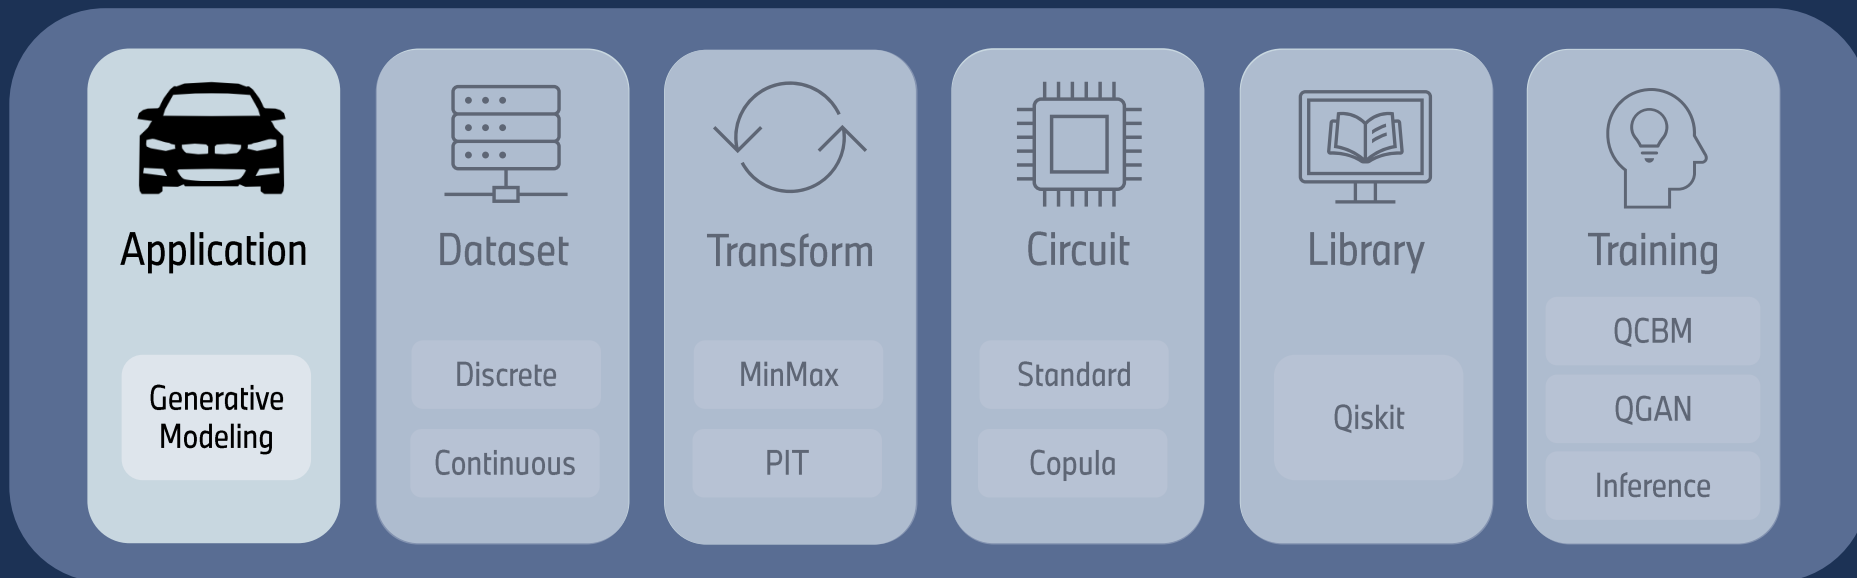 Application
Generative
Modeling
Dataset
Discrete
Continuous
Transform
MinMax
PIT
Circuit
Standard
Copula
Library
Qiskit
Training
QCBM
QGAN
Inference